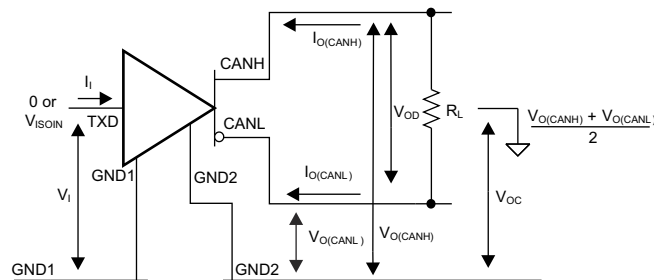 CANH
I_O(CANH)
I_I
0 or
V_ISOIN
TXD
V_OD
R_L
CANL
V_O(CANH) + V_O(CANL)
2
GND1
GND2
I_O(CANL)
V_I
V_OC
V_O(CANL)
V_O(CANH)
GND1
GND2